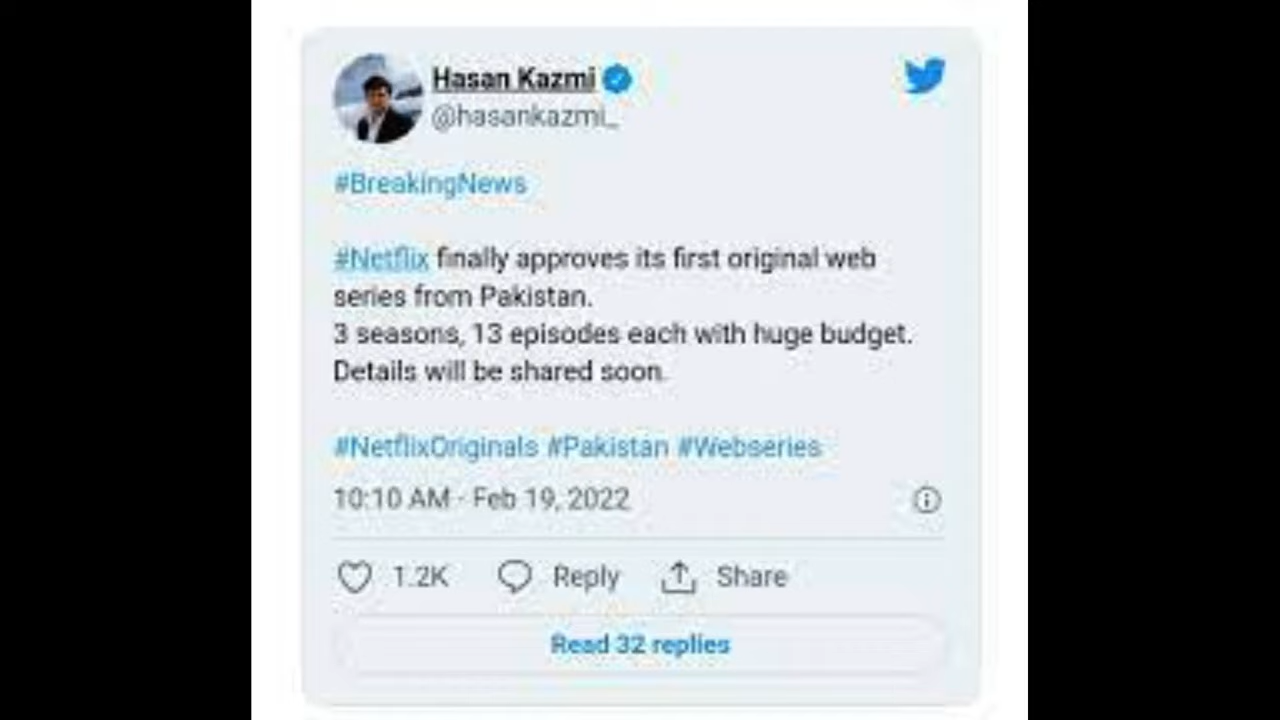 Hasan Kazmi
@hasankazmi_
#BreakingNews
#Netflix finally approves its first original web
series from Pakistan.
3 seasons, 13 episodes each with huge budget.
Details will be shared soon.
#NetflixOriginals #Pakistan #Webseries
10:10 AM · Feb 19, 2022
1.2K Reply Share
Read 32 replies